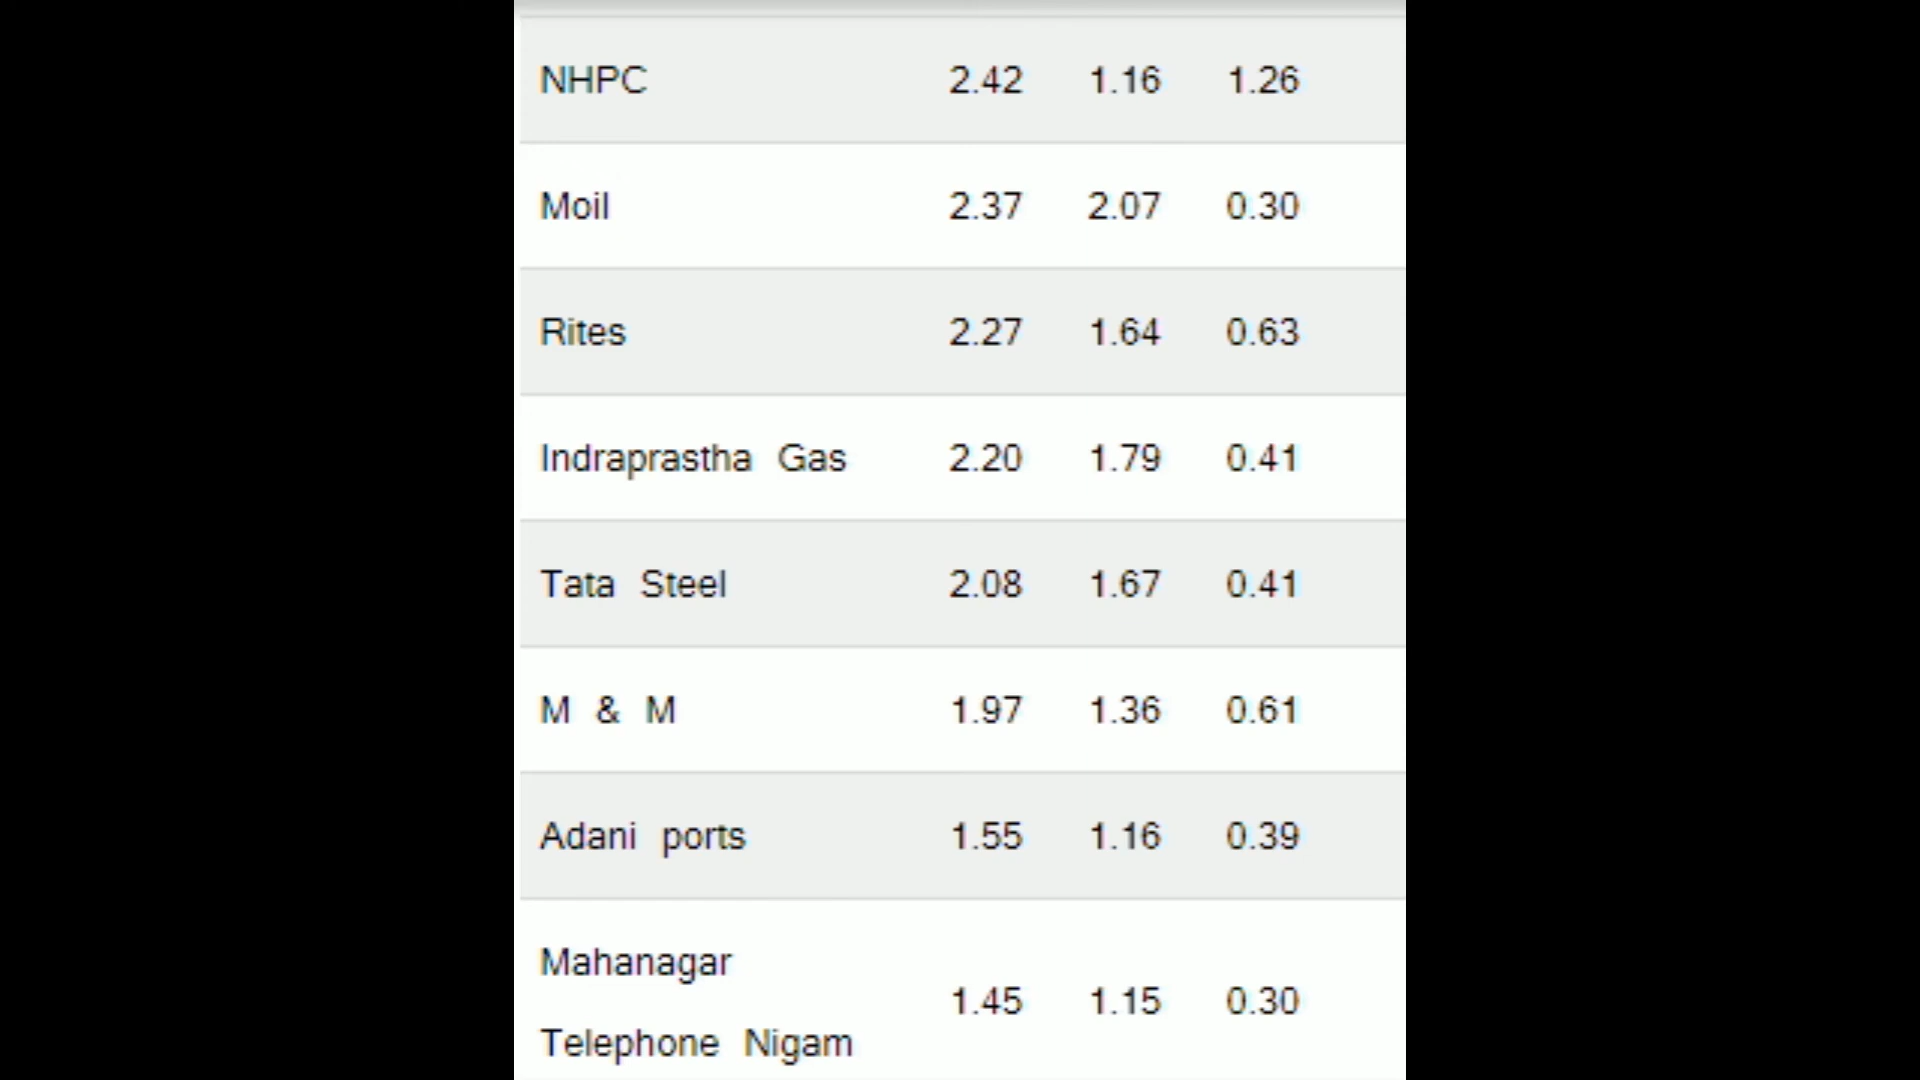 NHPC 2.42 1.16 1.26
Moil 2.37 2.07 0.30
Rites 2.27 1.64 0.63
Indraprastha Gas 2.20 1.79 0.41
Tata Steel 2.08 1.67 0.41
M & M 1.97 1.36 0.61
Adani ports 1.55 1.16 0.39
Mahanagar
Telephone Nigam 1.45 1.15 0.30